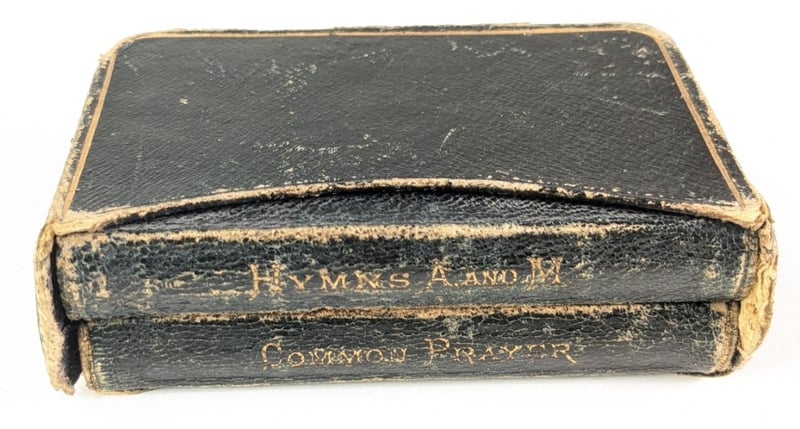 HYMNS A. AND M
COMMON PRAYER